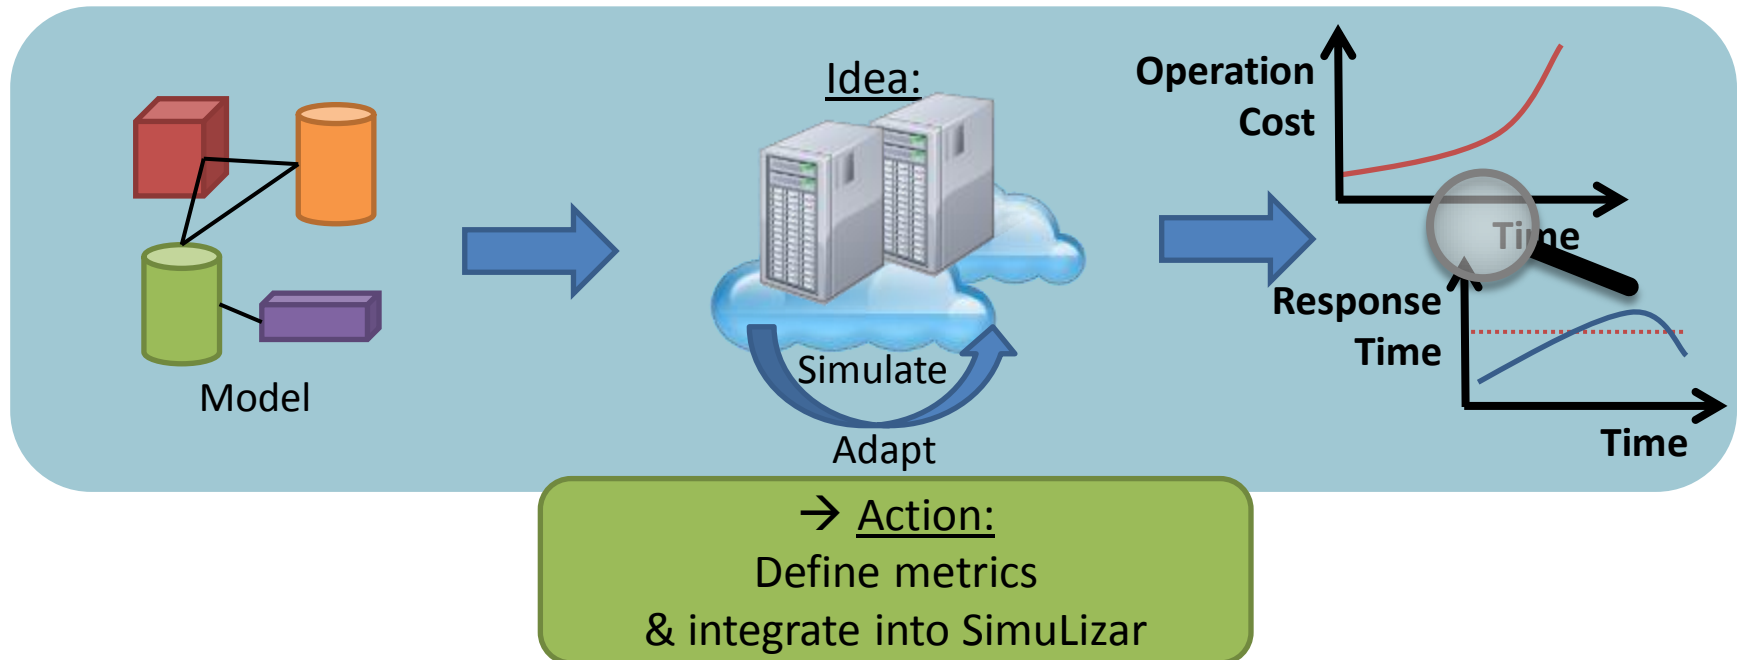 Model
Idea:
Simulate
Adapt
Operation
Cost
Time
Response
Time
Time
→ Action:
Define metrics
& integrate into SimuLizar